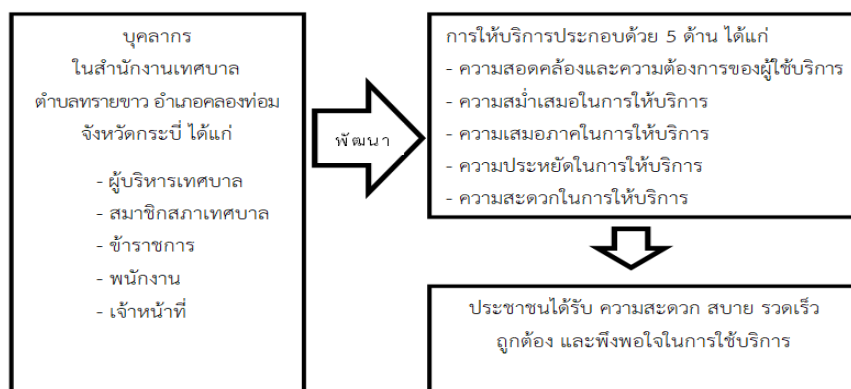 บุคลากร
ในสำนักงานเทศบาล
ตำบลทรายขาว อำเภอคลองท่อม
จังหวัดกระบี่ ได้แก่
- ผู้บริหารเทศบาล
- สมาชิกสภาเทศบาล
- ข้าราชการ
- พนักงาน
- เจ้าหน้าที่
พัฒนา
การให้บริการประกอบด้วย 5 ด้าน ได้แก่
- ความสอดคล้องและความต้องการของผู้ใช้บริการ
- ความสม่ำเสมอในการให้บริการ
- ความเสมอภาคในการให้บริการ
- ความประหยัดในการให้บริการ
- ความสะดวกในการให้บริการ
ประชาชนได้รับ ความสะดวก สบาย รวดเร็ว
ถูกต้อง และพึงพอใจในการใช้บริการ